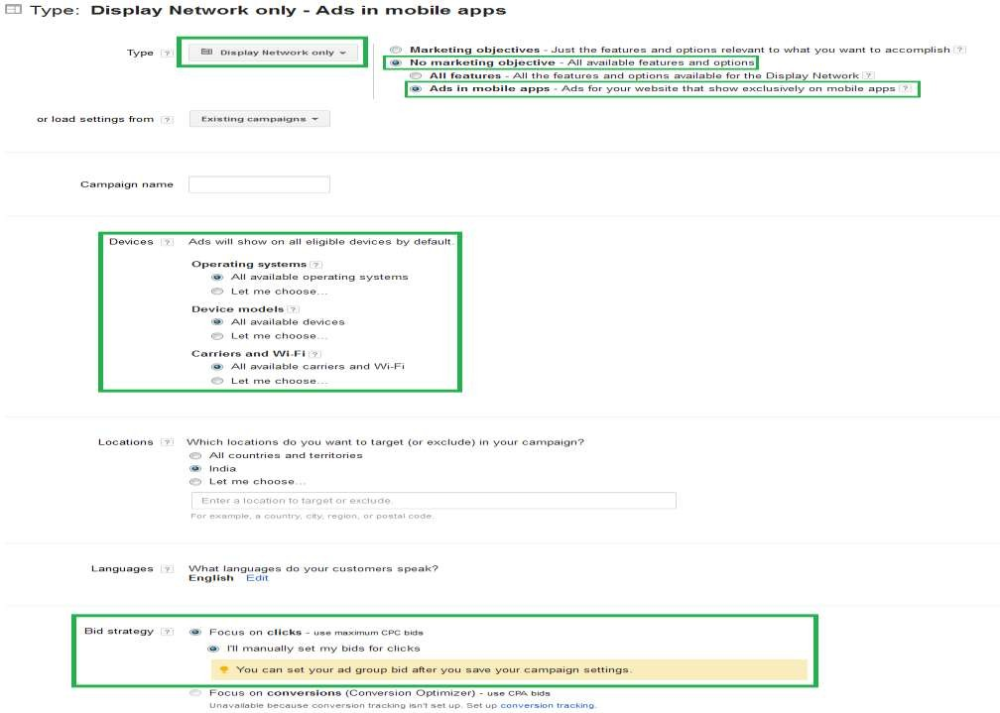 Type: Display Network only - Ads in mobile apps
Type ? Display Network only
Marketing objectives - Just the features and options relevant to what you want to accomplish ?
No marketing objective - All available features and options
All features - All the features and options available for the Display Network ?
Ads in mobile apps - Ads for your website that show exclusively on mobile apps ?
or load settings from ? Existing campaigns
Campaign name
Devices ? Ads will show on all eligible devices by default.
Operating systems ?
All available operating systems
Let me choose...
Device models ?
All available devices
Let me choose...
Carriers and Wi-Fi ?
All available carriers and Wi-Fi
Let me choose...
Locations ? Which locations do you want to target (or exclude) in your campaign?
All countries and territories
India
Let me choose...
Enter a location to target or exclude.
For example, a country, city, region, or postal code.
Languages ? What languages do your customers speak?
English Edit
Bid strategy ? Focus on clicks - use maximum CPC bids
I'll manually set my bids for clicks
You can set your ad group bid after you save your campaign settings.
Focus on conversions (Conversion Optimizer) - use CPA bids
Unavailable because conversion tracking isn't set up. Set up conversion tracking.